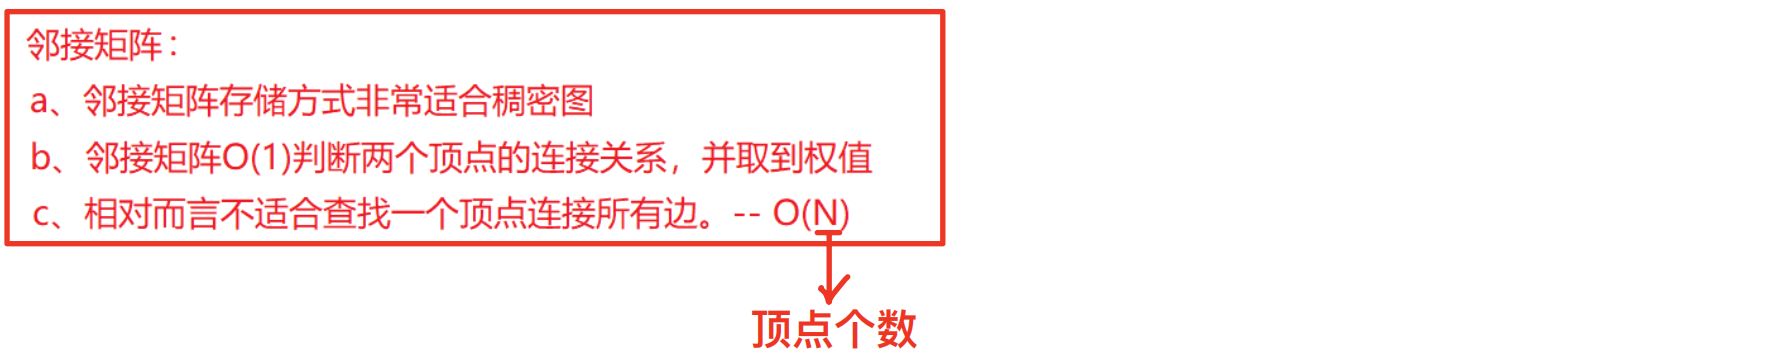 邻接矩阵：
a、邻接矩阵存储方式非常适合稠密图
b、邻接矩阵O(1)判断两个顶点的连接关系，并取到权值
c、相对而言不适合查找一个顶点连接所有边。-- O(N)
顶点个数